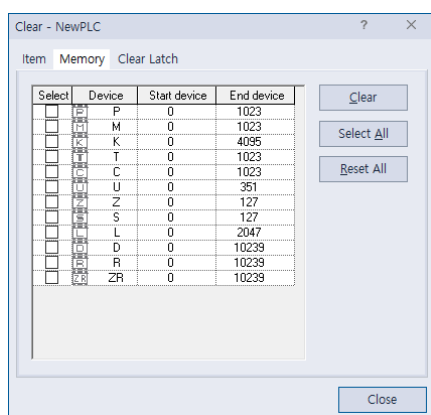 Clear - NewPLC ? ×
Item Memory Clear Latch
Select Device Start device End device
P P 0 1023
M M 0 1023
K K 0 4095
T T 0 1023
C C 0 1023
U U 0 351
Z Z 0 127
S S 0 127
L L 0 2047
D D 0 10239
R R 0 10239
ZR ZR 0 10239
Clear
Select All
Reset All
Close